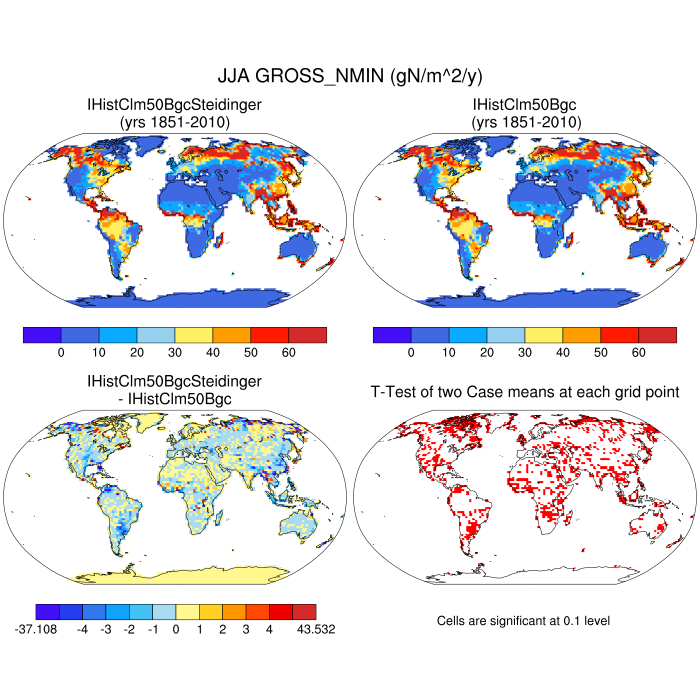 JJA GROSS_NMIN (gN/m^2/y)
IHistClm50BgcSteidinger
(yrs 1851-2010)
IHistClm50Bgc
(yrs 1851-2010)
0 10 20 30 40 50 60
0 10 20 30 40 50 60
IHistClm50BgcSteidinger
- IHistClm50Bgc
T-Test of two Case means at each grid point
-37.108 -4 -3 -2 -1 0 1 2 3 4 43.532
Cells are significant at 0.1 level